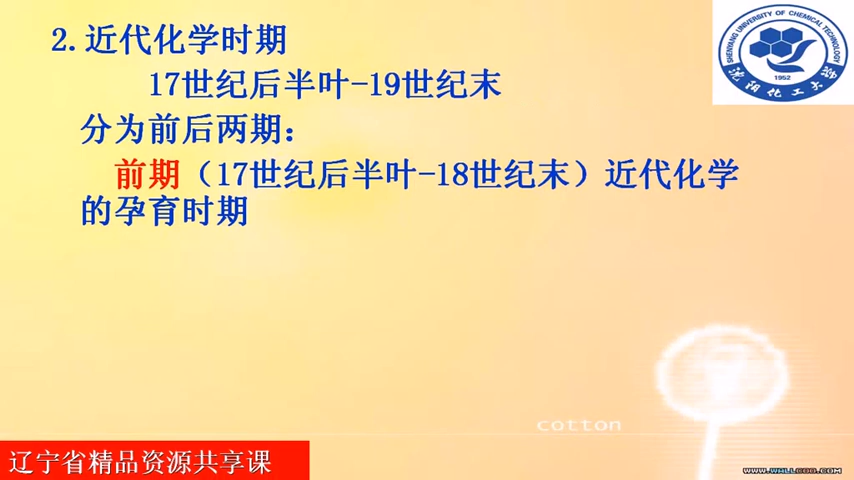 2.近代化学时期
17世纪后半叶-19世纪末
分为前后两期：
前期（17世纪后半叶-18世纪末）近代化学
的孕育时期
SHENYANG UNIVERSITY OF CHEMICAL TECHNOLOGY
1952
沈阳化工大学
cotton
辽宁省精品资源共享课
WWW.WALLCOO.COM